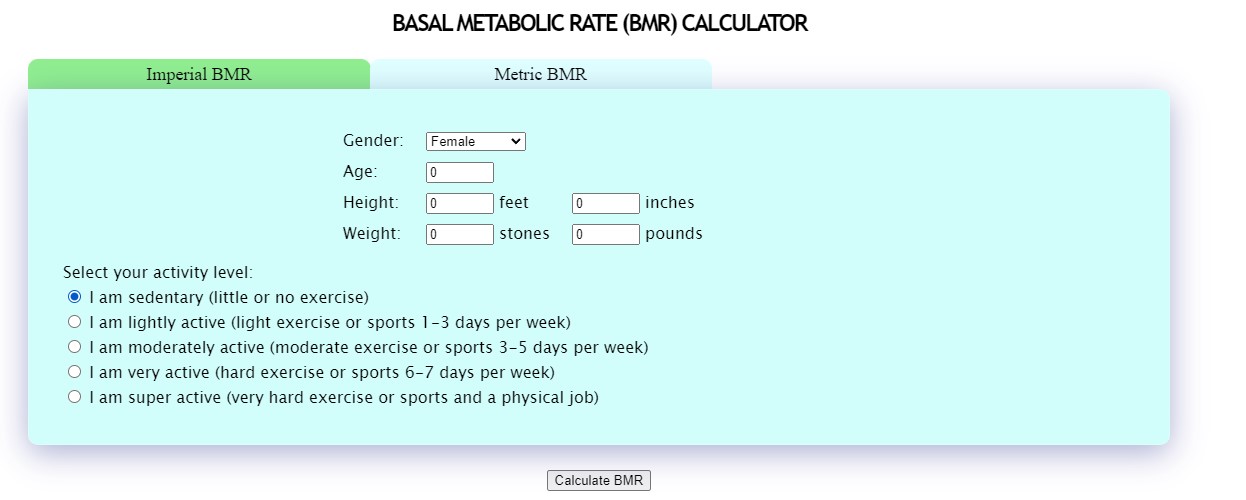 BASAL METABOLIC RATE (BMR) CALCULATOR
Imperial BMR Metric BMR
Gender: Female
Age: 0
Height: 0 feet 0 inches
Weight: 0 stones 0 pounds
Select your activity level:
I am sedentary (little or no exercise)
I am lightly active (light exercise or sports 1–3 days per week)
I am moderately active (moderate exercise or sports 3–5 days per week)
I am very active (hard exercise or sports 6–7 days per week)
I am super active (very hard exercise or sports and a physical job)
Calculate BMR